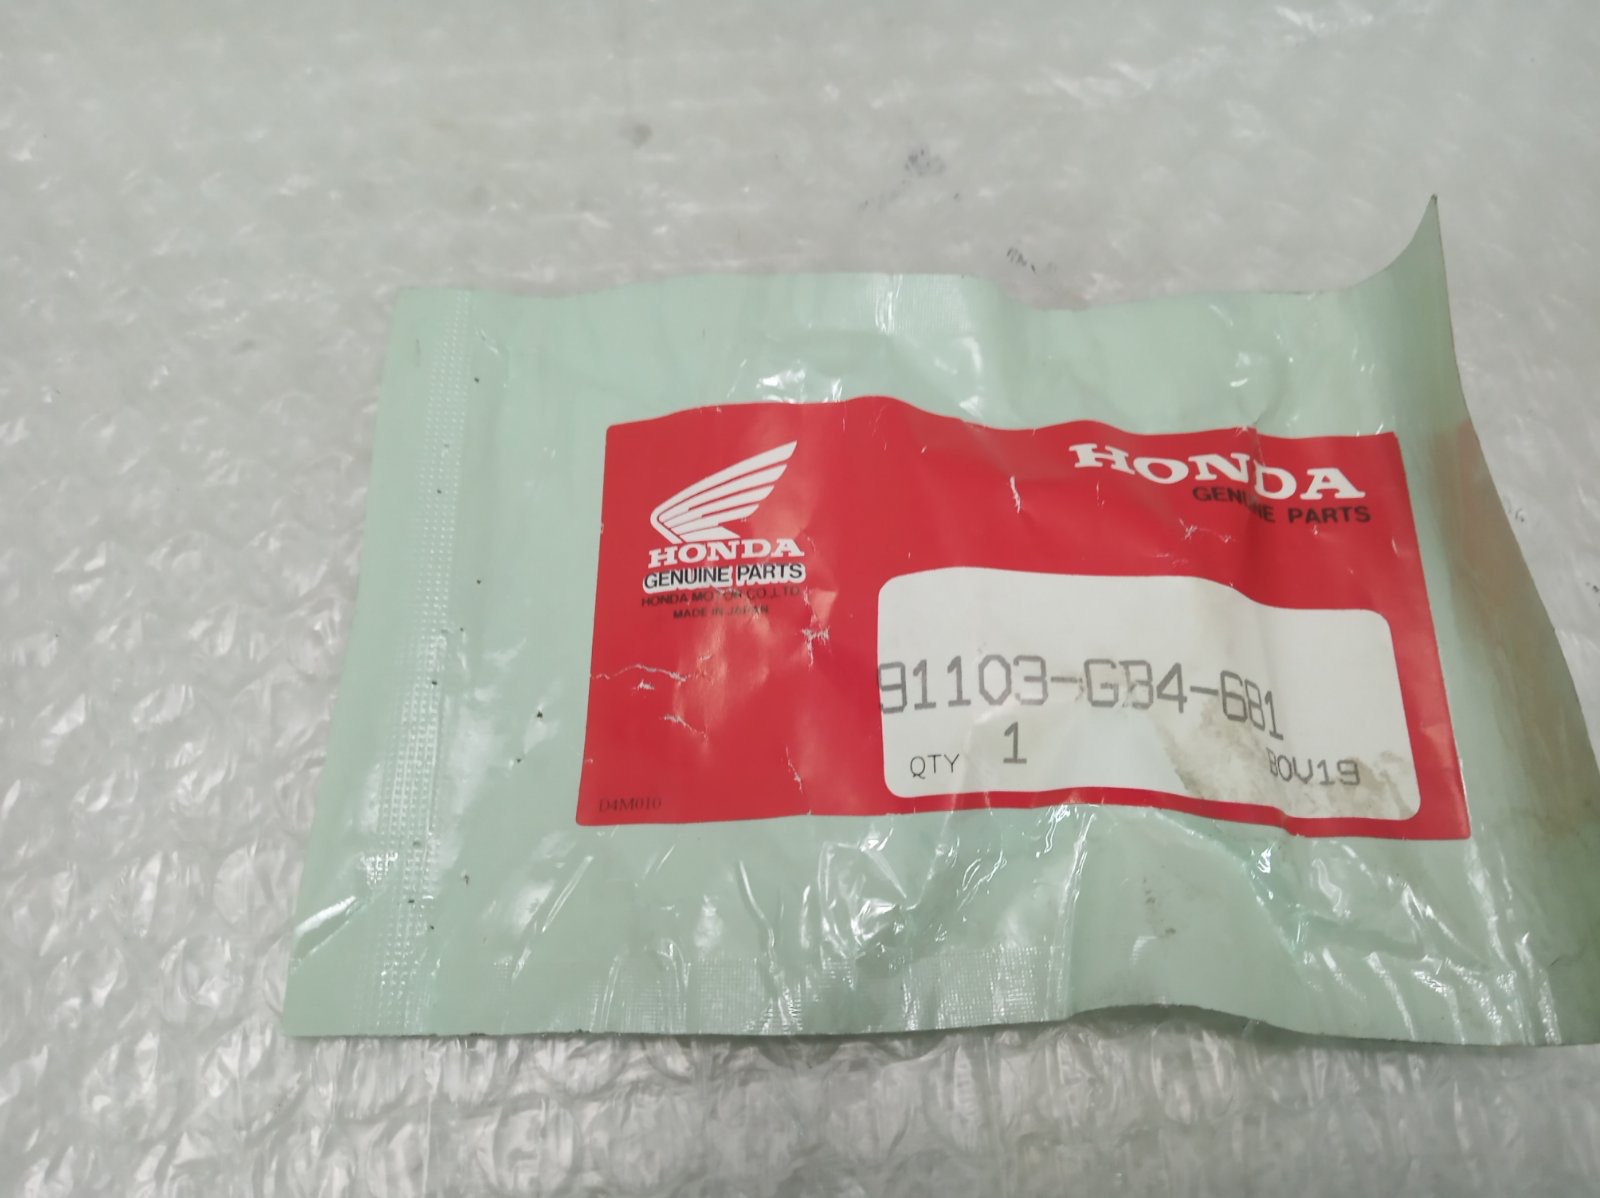 HONDA
GENUINE PARTS
HONDA
GENUINE PARTS
HONDA MOTOR CO.,LTD.
MADE IN JAPAN
91103-GB4-681
QTY 1
BOV19
D4M010